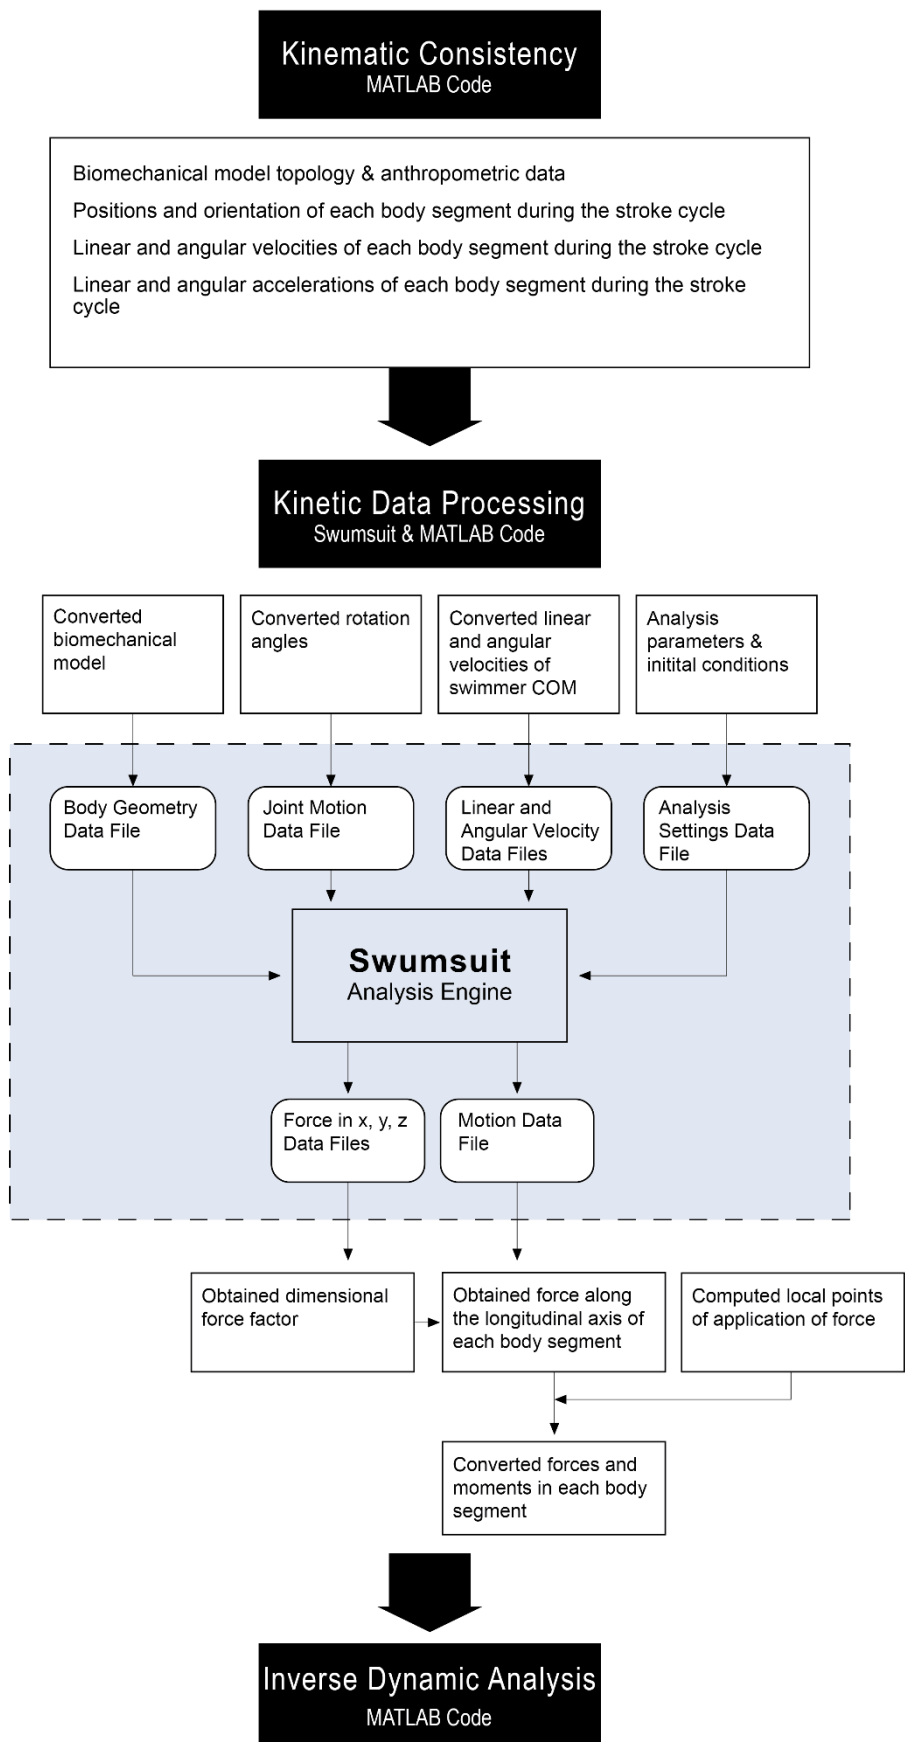 Kinematic Consistency
MATLAB Code
Biomechanical model topology & anthropometric data
Positions and orientation of each body segment during the stroke cycle
Linear and angular velocities of each body segment during the stroke cycle
Linear and angular accelerations of each body segment during the stroke
cycle
Kinetic Data Processing
Swumsuit & MATLAB Code
Converted
biomechanical
model
Converted rotation
angles
Converted linear
and angular
velocities of
swimmer COM
Analysis
parameters &
initital conditions
Body Geometry
Data File
Joint Motion
Data File
Linear and
Angular Velocity
Data Files
Analysis
Settings Data
File
Swumsuit
Analysis Engine
Force in x, y, z
Data Files
Motion Data
File
Obtained dimensional
force factor
Obtained force along
the longitudinal axis of
each body segment
Computed local points
of application of force
Converted forces and
moments in each body
segment
Inverse Dynamic Analysis
MATLAB Code